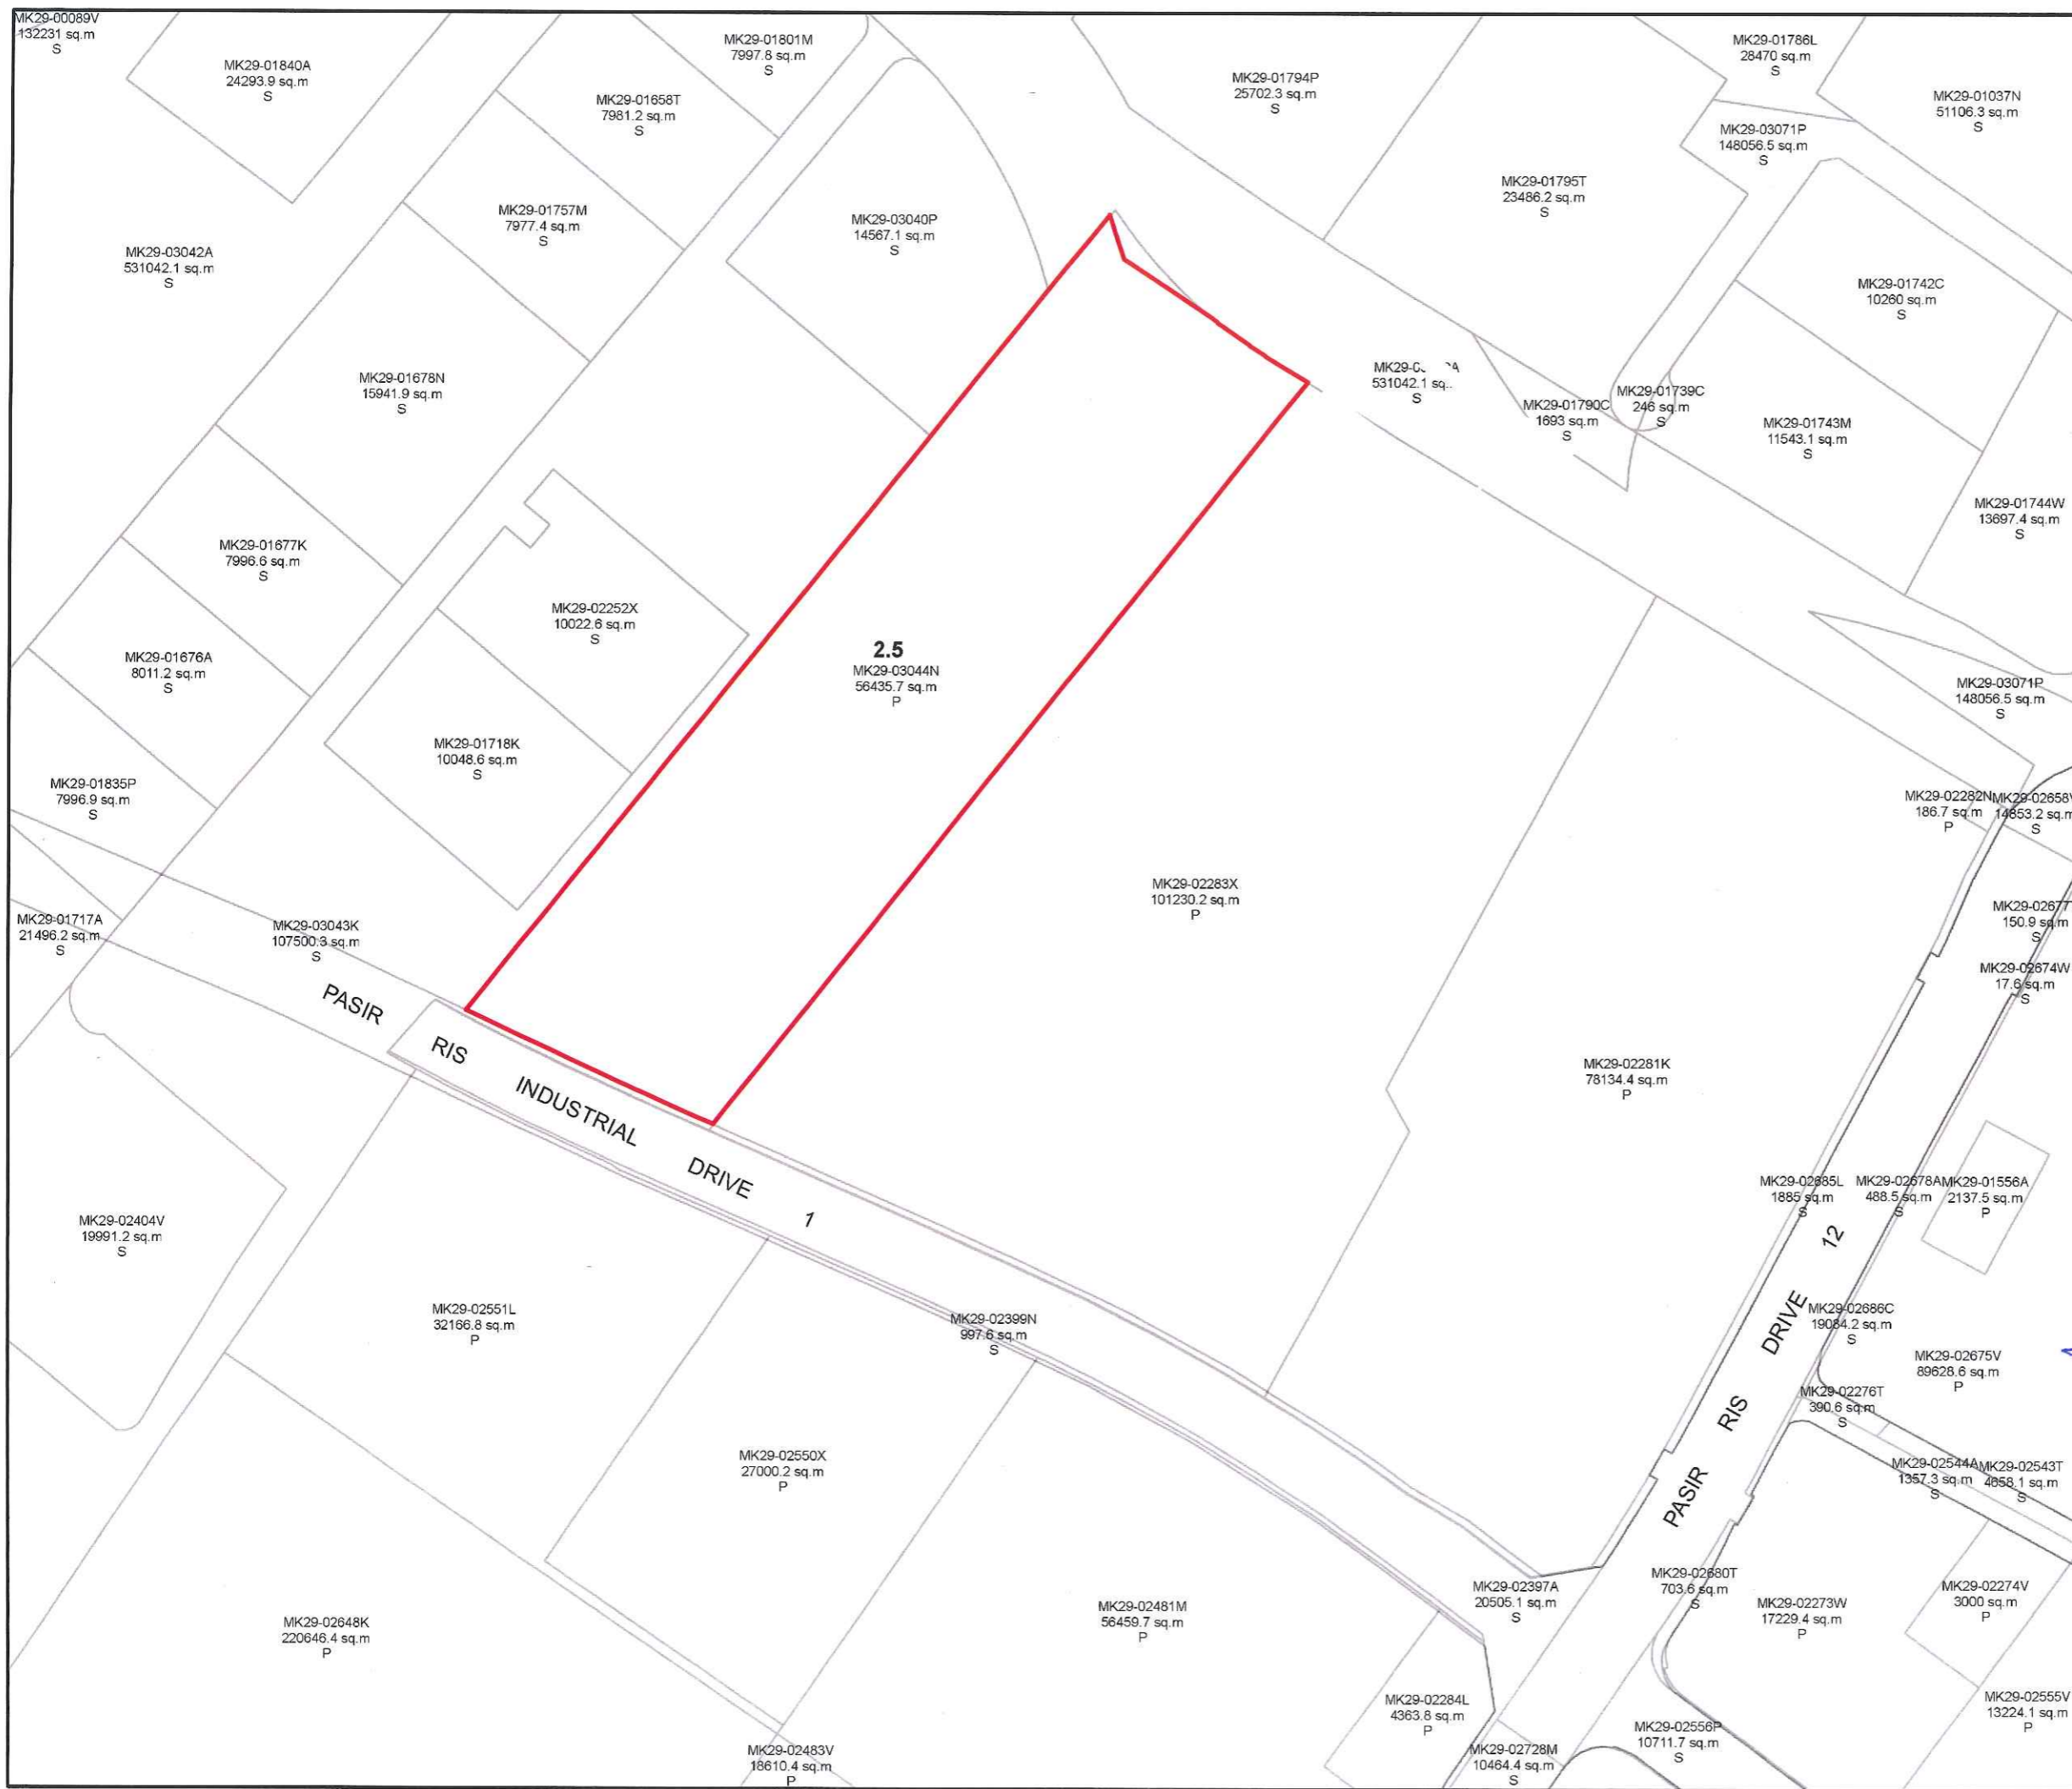 MK29-00089V
132231 sq.m
S
MK29-01840A
24293.9 sq.m
S
MK29-01801M
7997.8 sq.m
S
MK29-01658T
7981.2 sq.m
S
MK29-01794P
25702.3 sq.m
S
MK29-01786L
28470 sq.m
S
MK29-01037N
51106.3 sq.m
S
MK29-03071P
148056.5 sq.m
S
MK29-01795T
23486.2 sq.m
S
MK29-01757M
7977.4 sq.m
S
MK29-03040P
14567.1 sq.m
S
MK29-03042A
531042.1 sq.m
S
MK29-01742C
10260 sq.m
S
MK29-01678N
15941.9 sq.m
S
531042.1 sq..
S
MK29-01790C
1693 sq.m
S
MK29-01739C
246 sq.m
S
MK29-01743M
11543.1 sq.m
S
MK29-01744W
13697.4 sq.m
S
MK29-01677K
7996.6 sq.m
S
MK29-02252X
10022.6 sq.m
S
MK29-01676A
8011.2 sq.m
S
2.5
MK29-03044N
56435.7 sq.m
P
MK29-03071P
148056.5 sq.m
S
MK29-01718K
10048.6 sq.m
S
MK29-01835P
7996.9 sq.m
S
MK29-02282N
186.7 sq.m
P
MK29-02658V
14853.2 sq.m
S
MK29-02283X
101230.2 sq.m
P
MK29-01717A
21496.2 sq.m
S
MK29-03043K
107500.3 sq.m
S
MK29-02677
150.9 sq.m
S
MK29-02674W
17.6 sq.m
S
PASIR RIS INDUSTRIAL DRIVE 1
MK29-02281K
78134.4 sq.m
P
MK29-02685L
1885 sq.m
S
MK29-02678A
488.5 sq.m
S
MK29-01556A
2137.5 sq.m
P
MK29-02404V
19991.2 sq.m
S
MK29-02551L
32166.8 sq.m
P
MK29-02399N
997.6 sq.m
S
PASIR RIS DRIVE 12
MK29-02686C
19084.2 sq.m
S
MK29-02675V
89628.6 sq.m
P
MK29-02276T
390.6 sq.m
S
MK29-02550X
27000.2 sq.m
P
MK29-02544A
1357.3 sq.m
S
MK29-02543T
4658.1 sq.m
S
MK29-02648K
220646.4 sq.m
P
MK29-02481M
56459.7 sq.m
P
MK29-02397A
20505.1 sq.m
S
MK29-02680T
703.6 sq.m
S
MK29-02273W
17229.4 sq.m
P
MK29-02274V
3000 sq.m
P
MK29-02284L
4363.8 sq.m
P
MK29-02555V
13224.1 sq.m
P
MK29-02556P
10711.7 sq.m
S
MK29-02483V
18610.4 sq.m
P
MK29-02728M
10464.4 sq.m
S